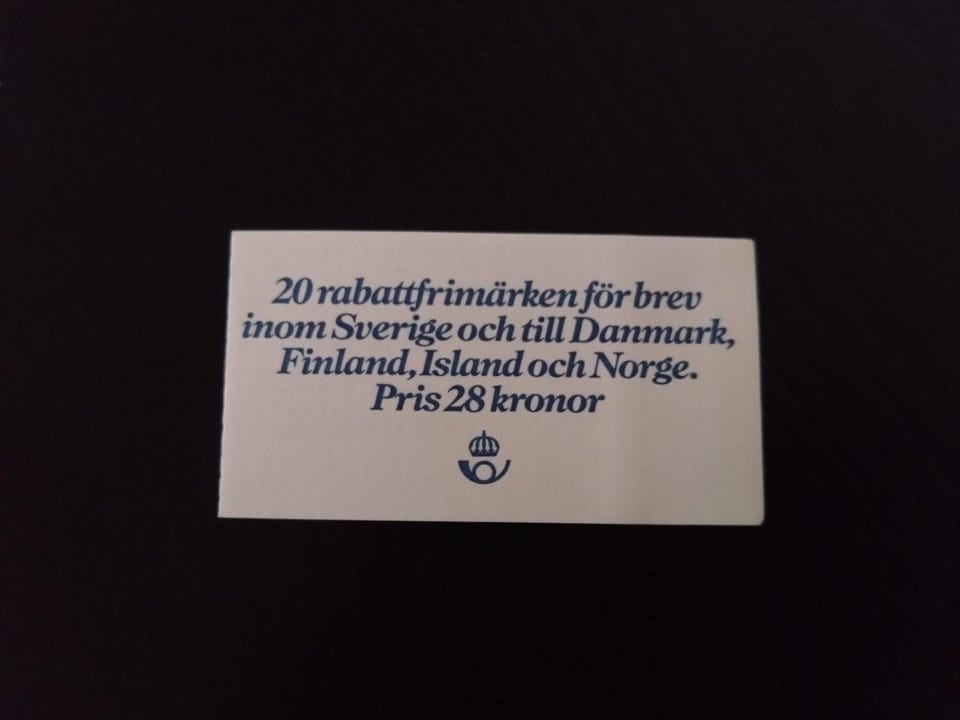 20 rabattfrimärken för brev
inom Sverige och till Danmark,
Finland, Island och Norge.
Pris 28 kronor